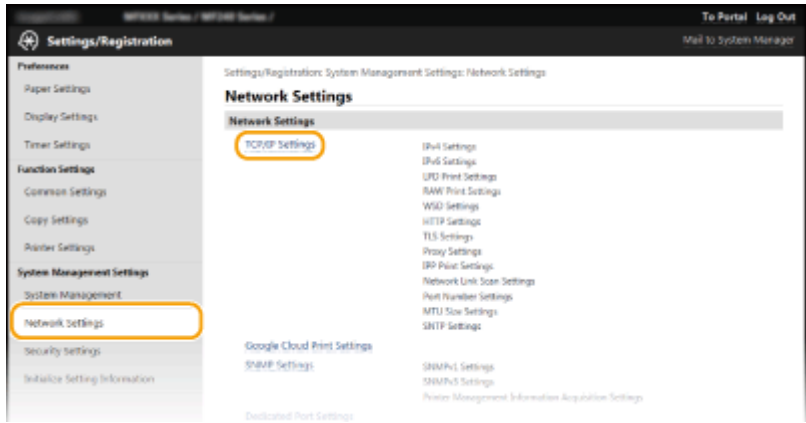 MFXXX Series / MF240 Series /
To Portal Log Out
Settings/Registration
Mail to System Manager
Preferences
Paper Settings
Display Settings
Timer Settings
Function Settings
Common Settings
Copy Settings
Printer Settings
System Management Settings
System Management
Network Settings
Security Settings
Initialize Setting Information
Settings/Registration: System Management Settings: Network Settings
Network Settings
Network Settings
TCP/IP Settings
IPv4 Settings
IPv6 Settings
LPD Print Settings
RAW Print Settings
WSD Settings
HTTP Settings
TLS Settings
Proxy Settings
IPP Print Settings
Network Link Scan Settings
Port Number Settings
MTU Size Settings
SNTP Settings
Google Cloud Print Settings
SNMP Settings
SNMPv1 Settings
SNMPv3 Settings
Printer Management Information Acquisition Settings
Dedicated Port Settings